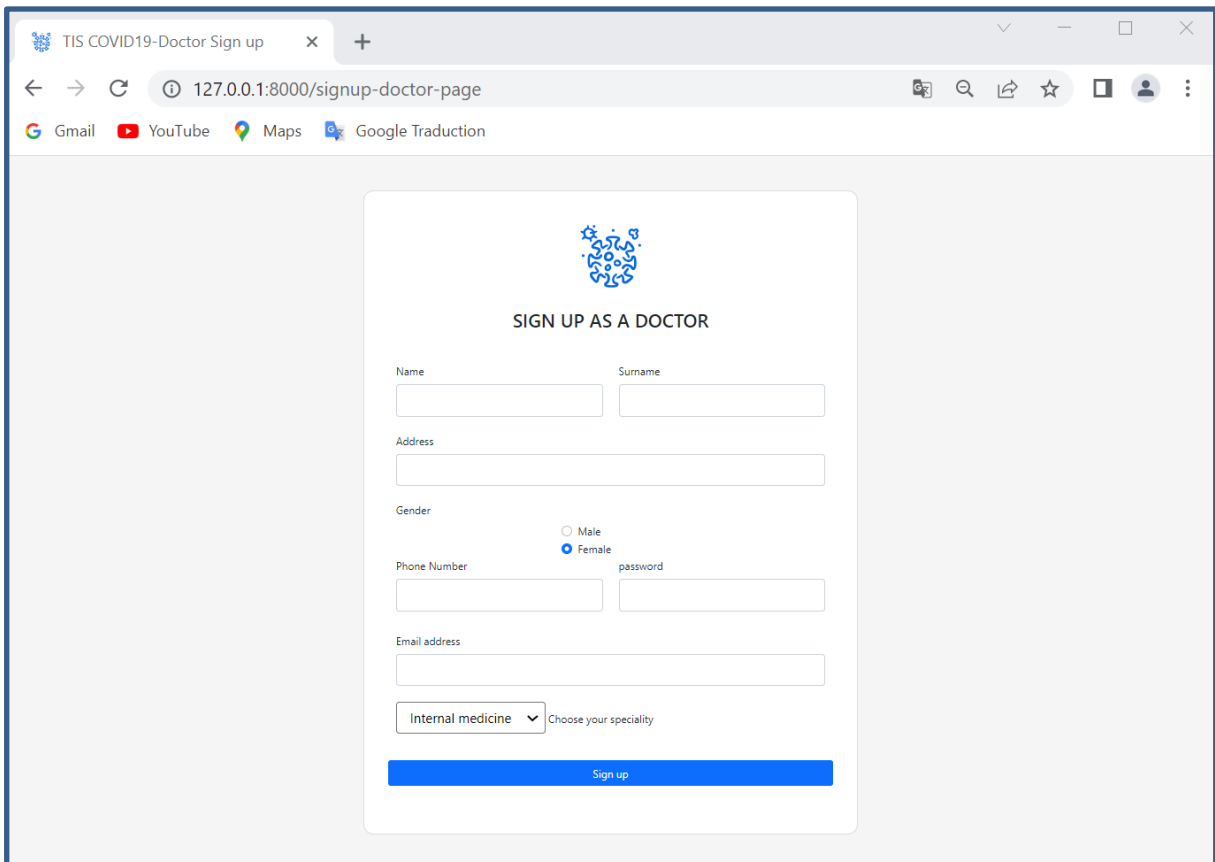 TIS COVID19-Doctor Sign up
127.0.0.1:8000/signup-doctor-page
Gmail YouTube Maps Google Traduction
SIGN UP AS A DOCTOR
Name Surname
Address
Gender
Male
Female
Phone Number password
Email address
Internal medicine Choose your speciality
Sign up